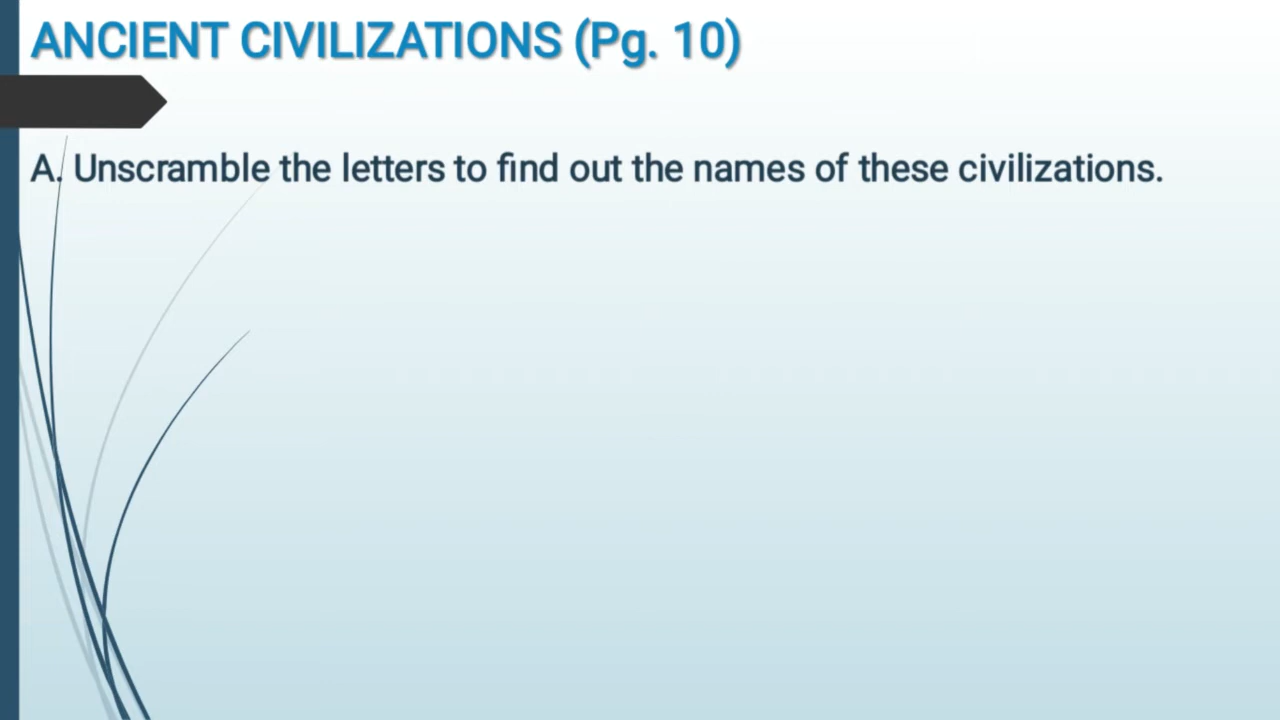 ANCIENT CIVILIZATIONS (Pg. 10)
A. Unscramble the letters to find out the names of these civilizations.